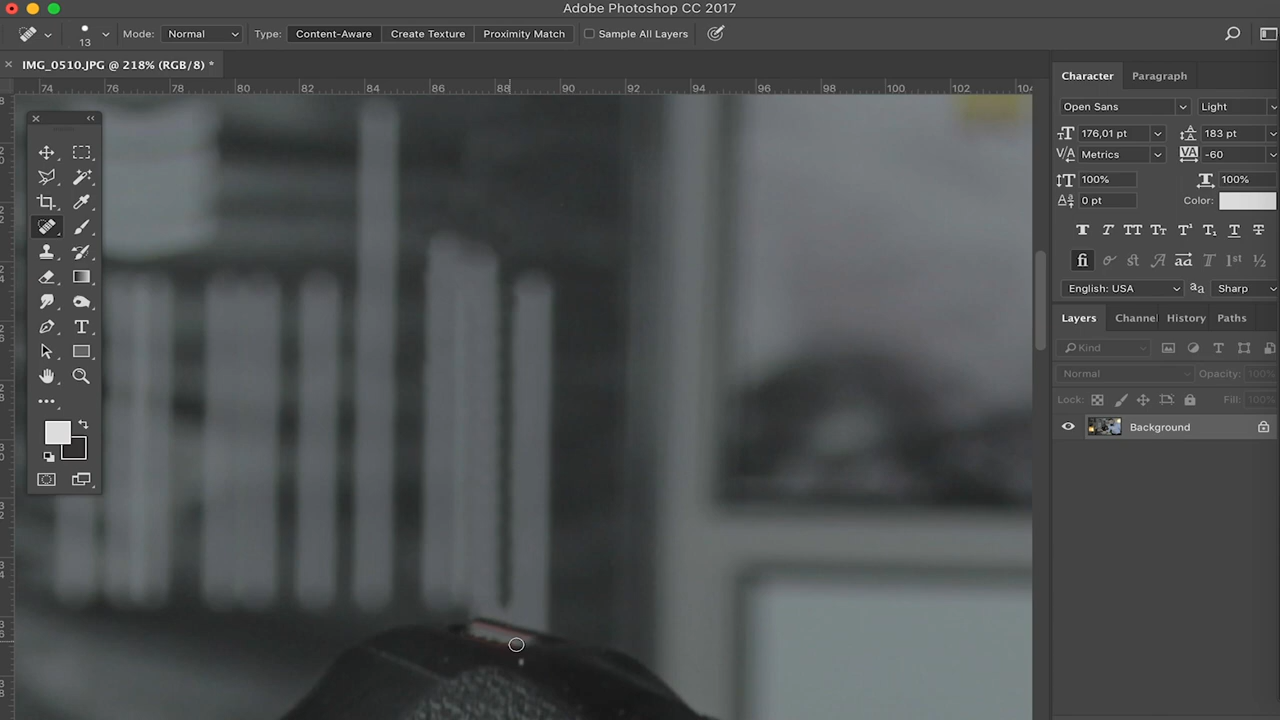 Adobe Photoshop CC 2017
13 Mode: Normal Type: Content-Aware Create Texture Proximity Match Sample All Layers
IMG_0510.JPG @ 218% (RGB/8) *
74 76 78 80 82 84 86 88 90 92 94 96 98 100 102 104
Character Paragraph
Open Sans Light
176,01 pt 183 pt
Metrics -60
100% 100%
0 pt Color:
English: USA Sharp
Layers Channel History Paths
Kind
Normal Opacity: 100%
Lock: Fill: 100%
Background